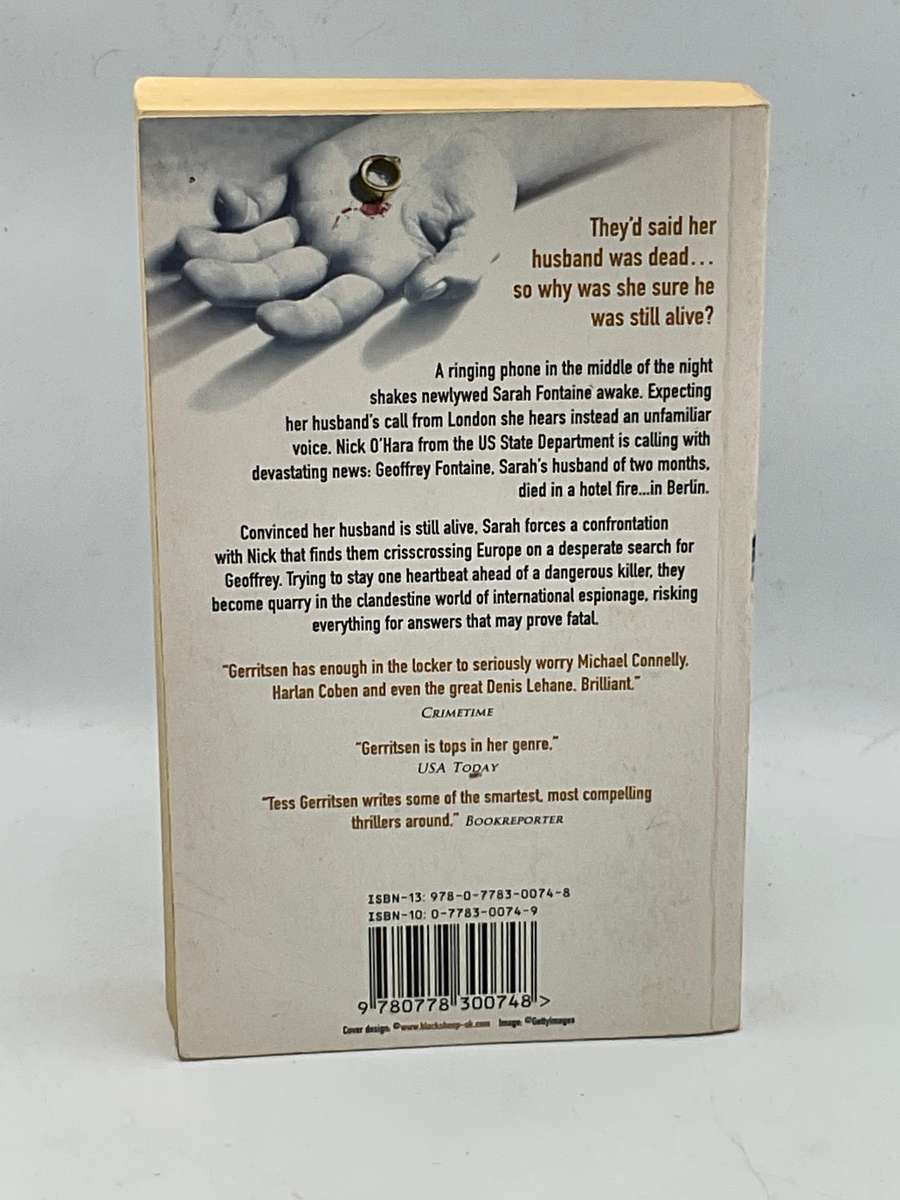 They'd said her
husband was dead...
so why was she sure he
was still alive?
A ringing phone in the middle of the night
shakes newlywed Sarah Fontaine awake. Expecting
her husband's call from London she hears instead an unfamiliar
voice. Nick O'Hara from the US State Department is calling with
devastating news: Geoffrey Fontaine, Sarah's husband of two months,
died in a hotel fire...in Berlin.
Convinced her husband is still alive, Sarah forces a confrontation
with Nick that finds them crisscrossing Europe on a desperate search for
Geoffrey. Trying to stay one heartbeat ahead of a dangerous killer, they
become quarry in the clandestine world of international espionage, risking
everything for answers that may prove fatal.
"Gerritsen has enough in the locker to seriously worry Michael Connelly,
Harlan Coben and even the great Denis Lehane. Brilliant."
CRIMETIME
"Gerritsen is tops in her genre."
USA TODAY
"Tess Gerritsen writes some of the smartest, most compelling
thrillers around." BOOKREPORTER
ISBN-13: 978-0-7783-0074-8
ISBN-10: 0-7783-0074-9
9 780778 300748 >
Cover design: ©www.blacksheep-uk.com Image: ©GettyImages